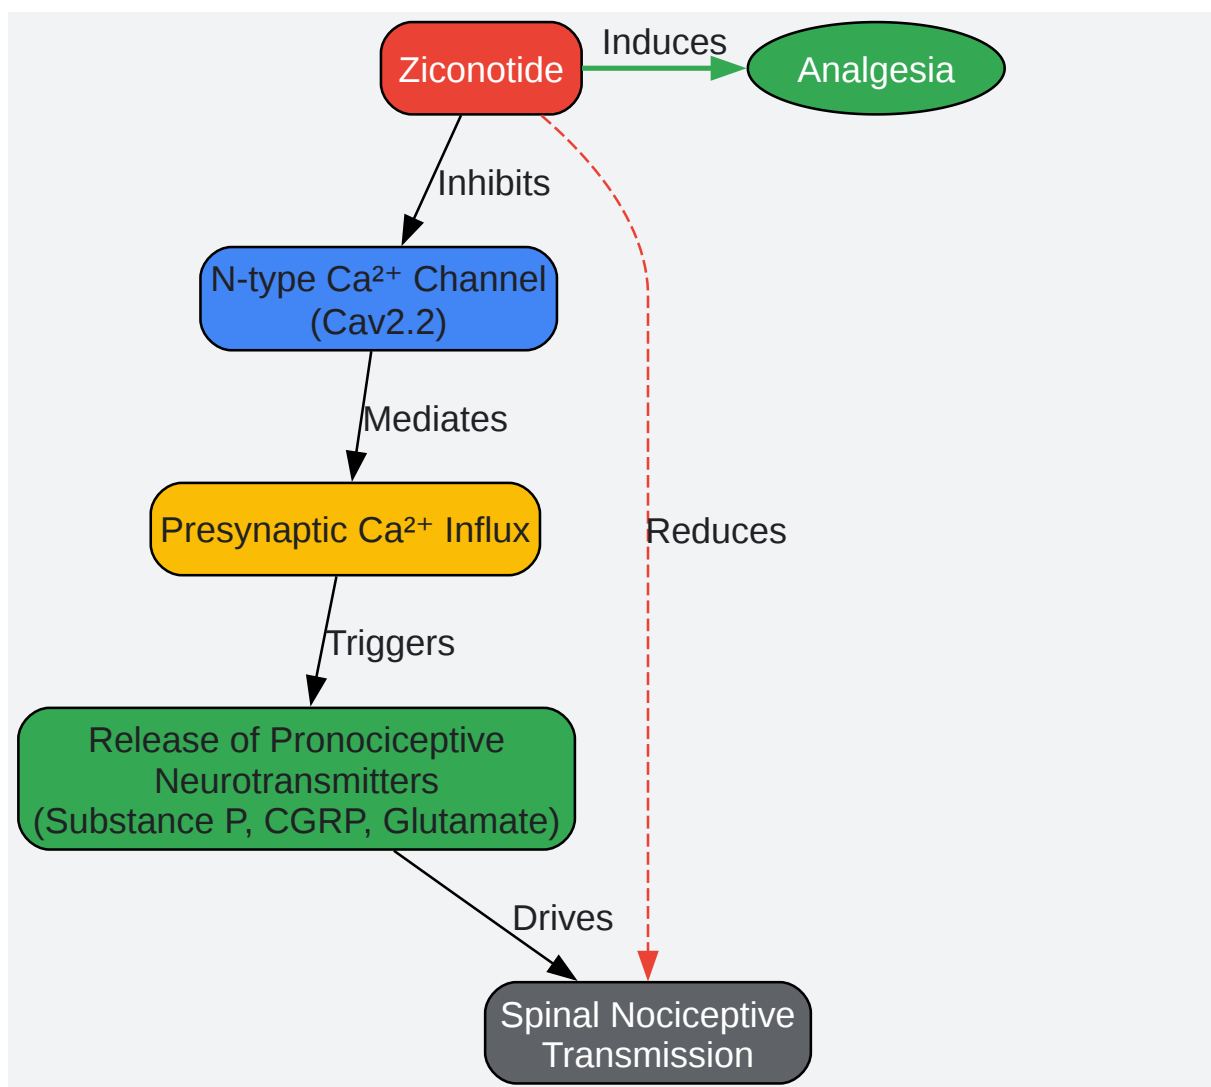 Induces
Ziconotide
Analgesia
Inhibits
N-type Ca²⁺ Channel
(Cav2.2)
Mediates
Presynaptic Ca²⁺ Influx
Reduces
Triggers
Release of Pronociceptive
Neurotransmitters
(Substance P, CGRP, Glutamate)
Drives
Spinal Nociceptive
Transmission